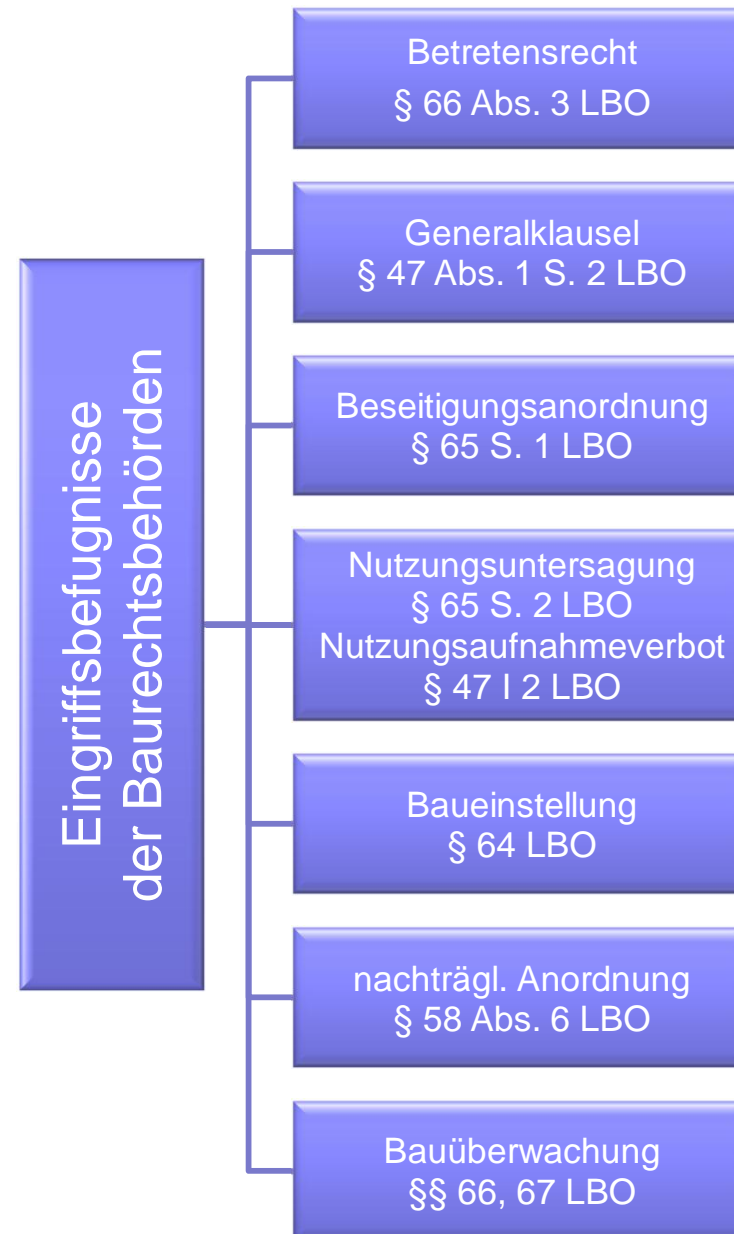 Eingriffsbefugnisse
der Baurechtsbehörden
Betretensrecht
§ 66 Abs. 3 LBO
Generalklausel
§ 47 Abs. 1 S. 2 LBO
Beseitigungsanordnung
§ 65 S. 1 LBO
Nutzungsuntersagung
§ 65 S. 2 LBO
Nutzungsaufnahmeverbot
§ 47 I 2 LBO
Baueinstellung
§ 64 LBO
nachträgl. Anordnung
§ 58 Abs. 6 LBO
Bauüberwachung
§§ 66, 67 LBO